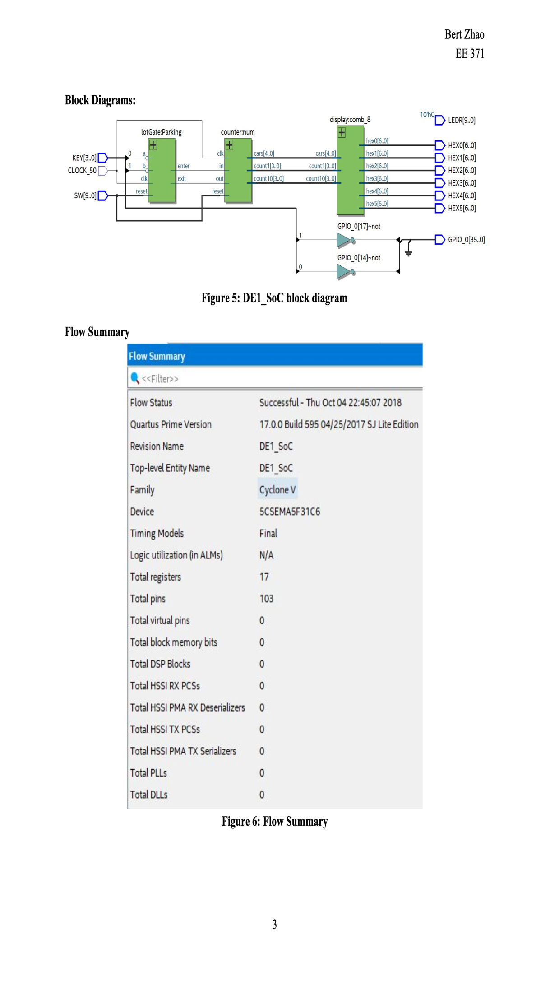 Bert Zhao
EE 371
Block Diagrams:
10'h0
LEDR[9..0]
display:comb_8
lotGate:Parking
counter:num
hex0[6..0]
HEX0[6..0]
KEY[3..0]
0
a
clk
cars[4..0]
cars[4..0]
hex1[6..0]
HEX1[6..0]
CLOCK_50
1
b
enter
in
count1[3..0]
count1[3..0]
hex2[6..0]
HEX2[6..0]
clk
exit
out
count10[3..0]
count10[3..0]
hex3[6..0]
HEX3[6..0]
SW[9..0]
reset
reset
hex4[6..0]
HEX4[6..0]
hex5[6..0]
HEX5[6..0]
GPIO_0[17]~not
1
GPIO_0[35..0]
GPIO_0[14]~not
0
Figure 5: DE1_SoC block diagram
Flow Summary
Flow Summary
<<Filter>>
Flow Status Successful - Thu Oct 04 22:45:07 2018
Quartus Prime Version 17.0.0 Build 595 04/25/2017 SJ Lite Edition
Revision Name DE1_SoC
Top-level Entity Name DE1_SoC
Family Cyclone V
Device 5CSEMA5F31C6
Timing Models Final
Logic utilization (in ALMs) N/A
Total registers 17
Total pins 103
Total virtual pins 0
Total block memory bits 0
Total DSP Blocks 0
Total HSSI RX PCSs 0
Total HSSI PMA RX Deserializers 0
Total HSSI TX PCSs 0
Total HSSI PMA TX Serializers 0
Total PLLs 0
Total DLLs 0
Figure 6: Flow Summary
3